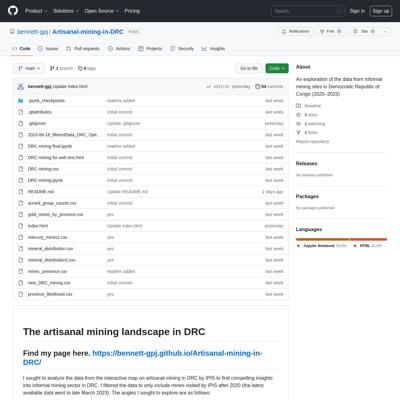 Product Solutions Open Source Pricing Search Sign in Sign up
bennett-gpj / Artisanal-mining-in-DRC Public Notifications Fork 0 Star 0
Code Issues Pull requests Actions Projects Security Insights
main 1 branch 0 tags Go to file Code
bennett-gpj Update index.html yesterday 54 commits
.ipynb_checkpoints readme added last week
.gitattributes Initial commit last week
.gitignore Update .gitignore yesterday
initial commit last week
DRC mining final.ipynb readme added last week
DRC mining for web test.html initial commit last week
DRC mining.csv initial commit last week
DRC mining.ipynb initial commit last week
README.md Update README.md 2 days ago
armed_group_counts.csv initial commit last week
gold_mines_by_province.csv yes last week
index.html Update index.html yesterday
mercury_mines2.csv yes last week
mineral_distribution.csv yes last week
mineral_distribution2.csv yes last week
mines_presence.csv readme added last week
new_DRC_mining.csv initial commit last week
province_likelihood.csv yes last week
The artisanal mining landscape in DRC
Find my page here. https://bennett-gpj.github.io/Artisanal-mining-in-
DRC/
I sought to analyze the data from the interactive map on artisanal mining in DRC by IPIS to find compelling insights
into informal mining sector in DRC. I filtered the data to only include mines visited by IPIS after 2020 (the latest
available data went to late March 2023). The angles I sought to explore are as follows:
About
An exploration of the data from informal
mining sites in Democratic Republic of
Congo (2020–2023)
Readme
0 stars
2 watching
0 forks
Report repository
Releases
No releases published
Packages
No packages published
Languages
Jupyter Notebook HTML